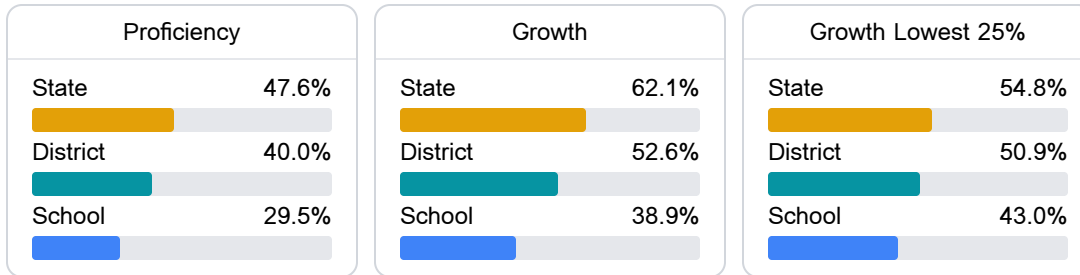 Proficiency
State 47.6%
District 40.0%
School 29.5%
Growth
State 62.1%
District 52.6%
School 38.9%
Growth Lowest 25%
State 54.8%
District 50.9%
School 43.0%